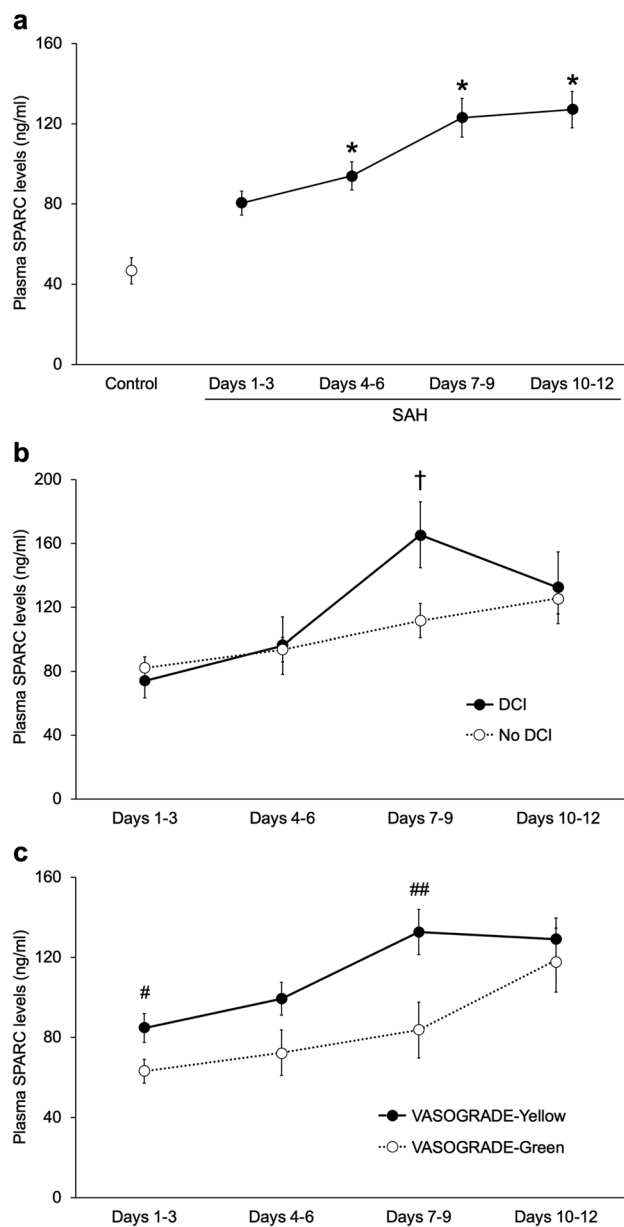 a
160
120
80
40
0
Plasma SPARC levels (ng/ml)
*
*
*
Control
Days 1-3
Days 4-6
Days 7-9
Days 10-12
SAH
b
200
160
120
80
40
0
Plasma SPARC levels (ng/ml)
†
DCI
No DCI
Days 1-3
Days 4-6
Days 7-9
Days 10-12
c
160
120
80
40
0
Plasma SPARC levels (ng/ml)
#
##
VASOGRADE-Yellow
VASOGRADE-Green
Days 1-3
Days 4-6
Days 7-9
Days 10-12